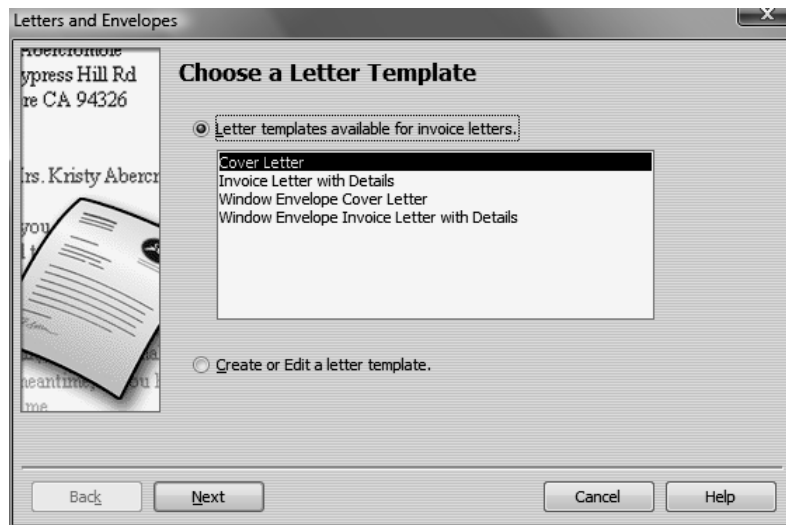 Letters and Envelopes
ypress Hill Rd
re CA 94326
rs. Kristy Abercr
you
Choose a Letter Template
Letter templates available for invoice letters.
Cover Letter
Invoice Letter with Details
Window Envelope Cover Letter
Window Envelope Invoice Letter with Details
Create or Edit a letter template.
Back
Next
Cancel
Help